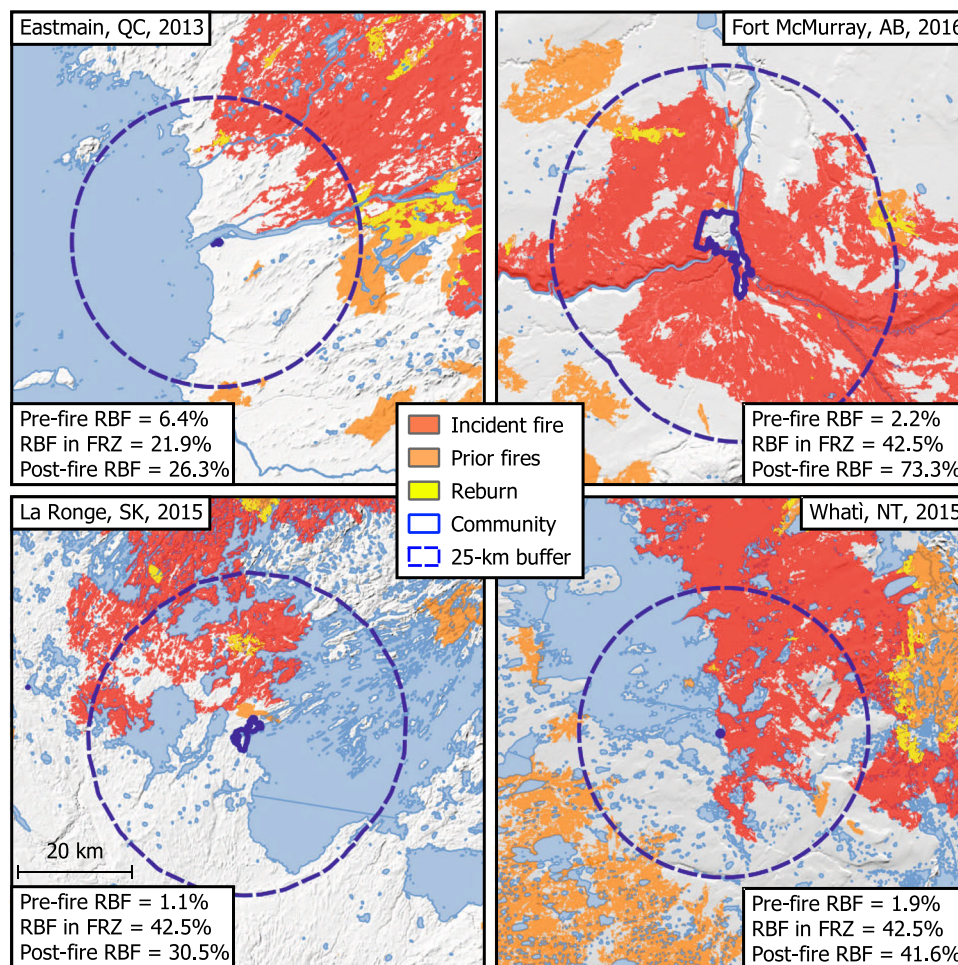 Eastmain, QC, 2013
Fort McMurray, AB, 2016
Pre-fire RBF = 6.4%
RBF in FRZ = 21.9%
Post-fire RBF = 26.3%
Incident fire
Prior fires
Reburn
Community
25-km buffer
Pre-fire RBF = 2.2%
RBF in FRZ = 42.5%
Post-fire RBF = 73.3%
La Ronge, SK, 2015
Whatì, NT, 2015
20 km
Pre-fire RBF = 1.1%
RBF in FRZ = 42.5%
Post-fire RBF = 30.5%
Pre-fire RBF = 1.9%
RBF in FRZ = 42.5%
Post-fire RBF = 41.6%